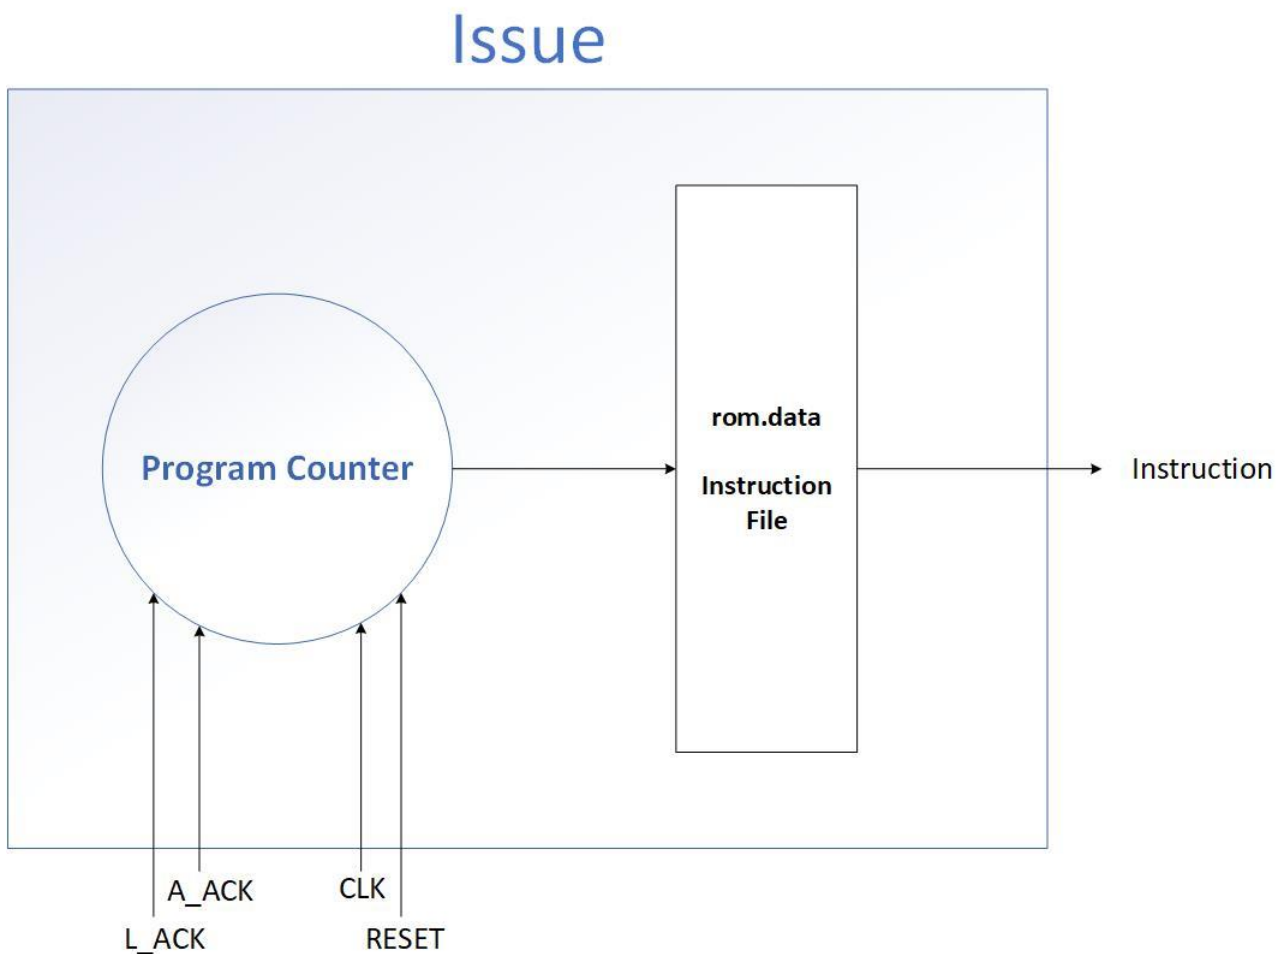 Issue
Program Counter
rom.data
Instruction
File
Instruction
A_ACK
CLK
L_ACK
RESET